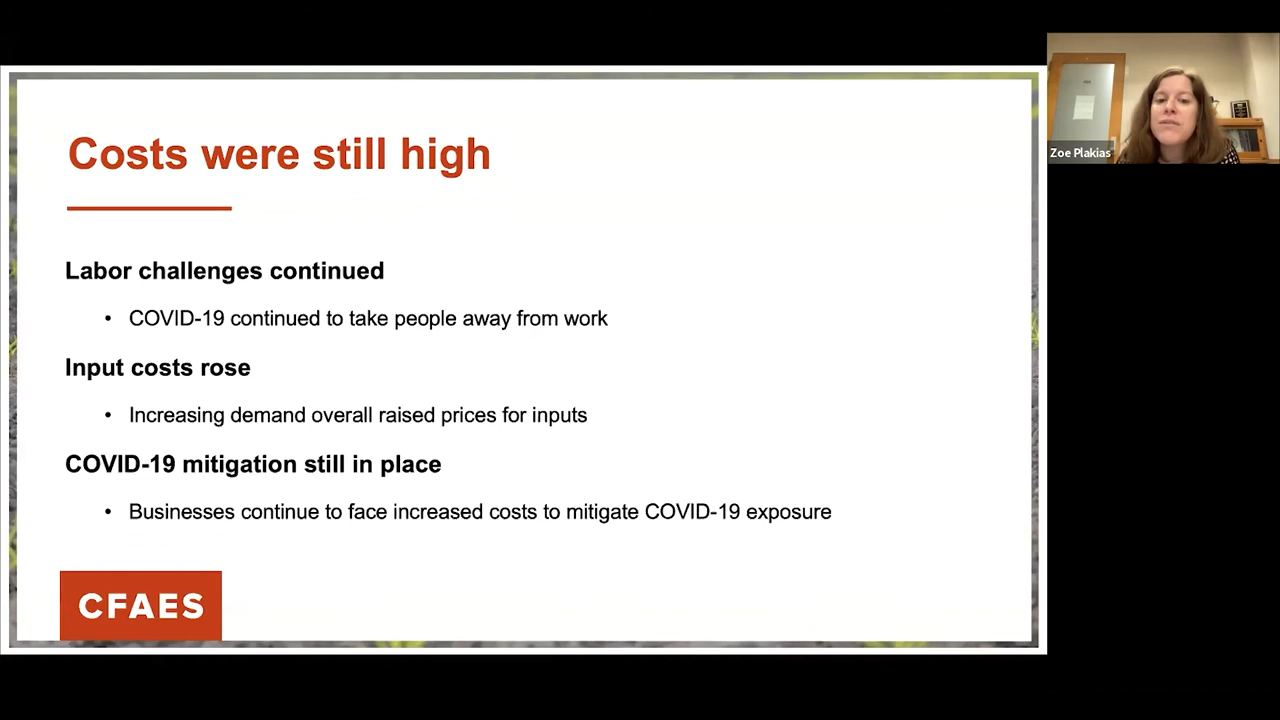 Costs were still high
Labor challenges continued
• COVID-19 continued to take people away from work
Input costs rose
• Increasing demand overall raised prices for inputs
COVID-19 mitigation still in place
• Businesses continue to face increased costs to mitigate COVID-19 exposure
CFAES
Zoe Plakias